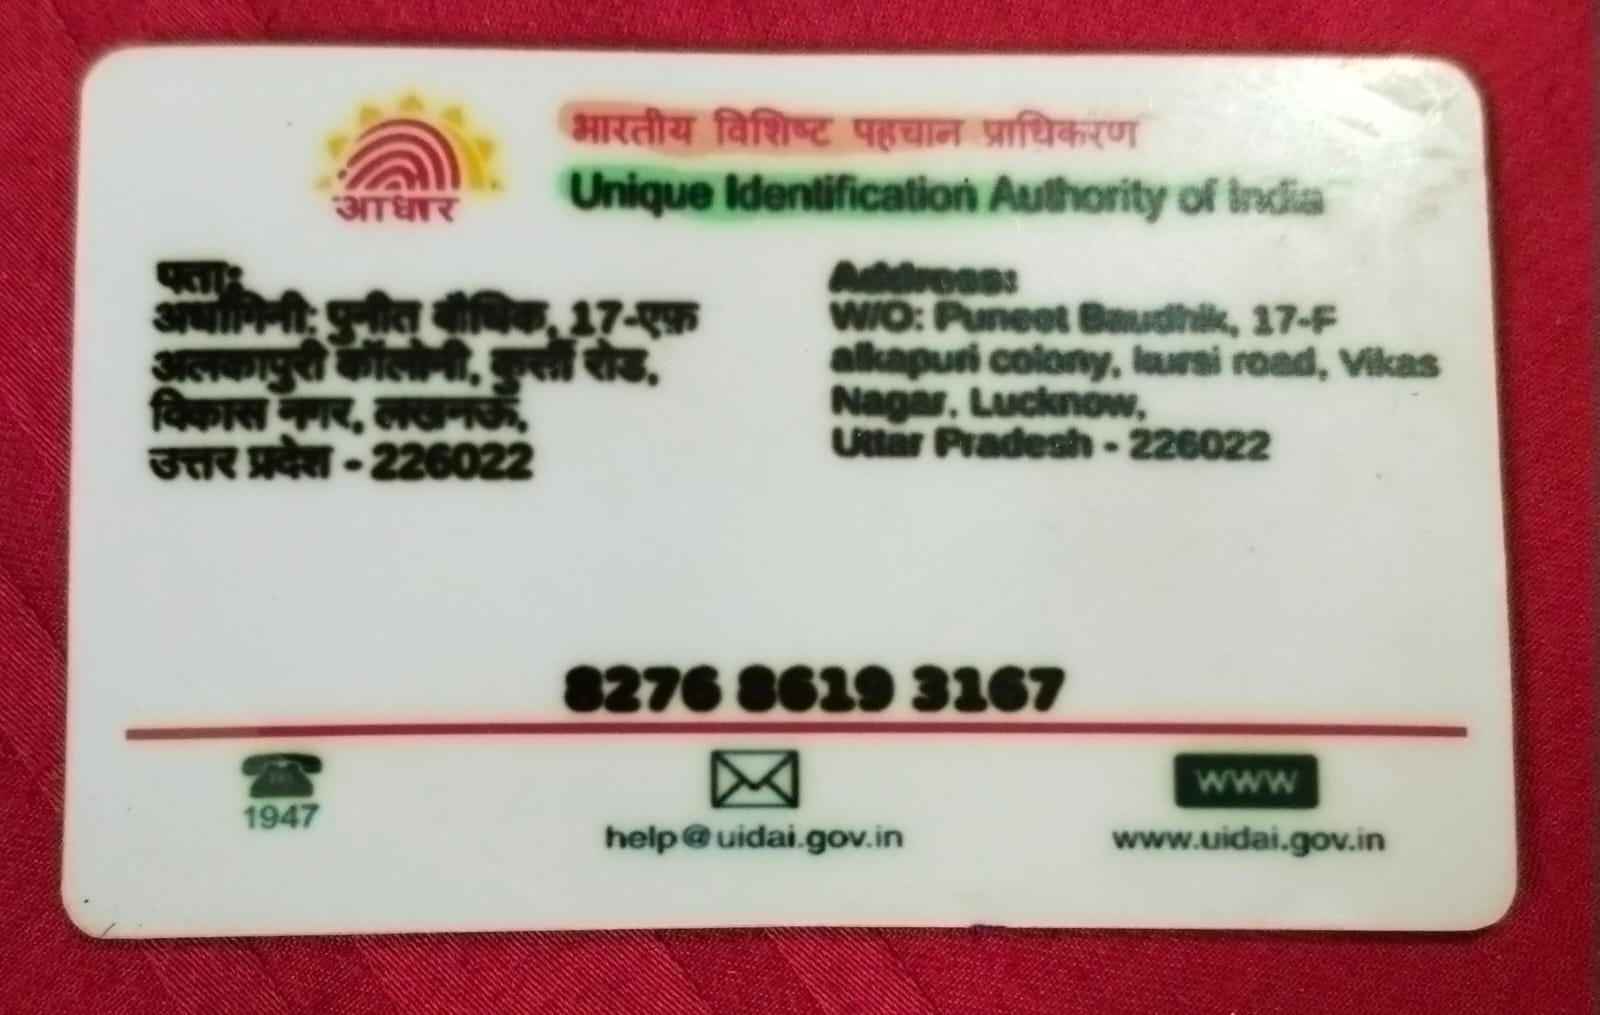 भारतीय विशिष्ट पहचान प्राधिकरण
Unique Identification Authority of India
आधार
पता:
अर्धांगिनी: पुनीत बौधिक, 17-एफ़
अलकापुरी कॉलोनी, कुर्सी रोड,
विकास नगर, लखनऊ,
उत्तर प्रदेश - 226022
Address:
W/O: Puneet Baudhik, 17-F
alkapuri colony, kursi road, Vikas
Nagar, Lucknow,
Uttar Pradesh - 226022
8276 8619 3167
1947
help@uidai.gov.in
WWW
www.uidai.gov.in